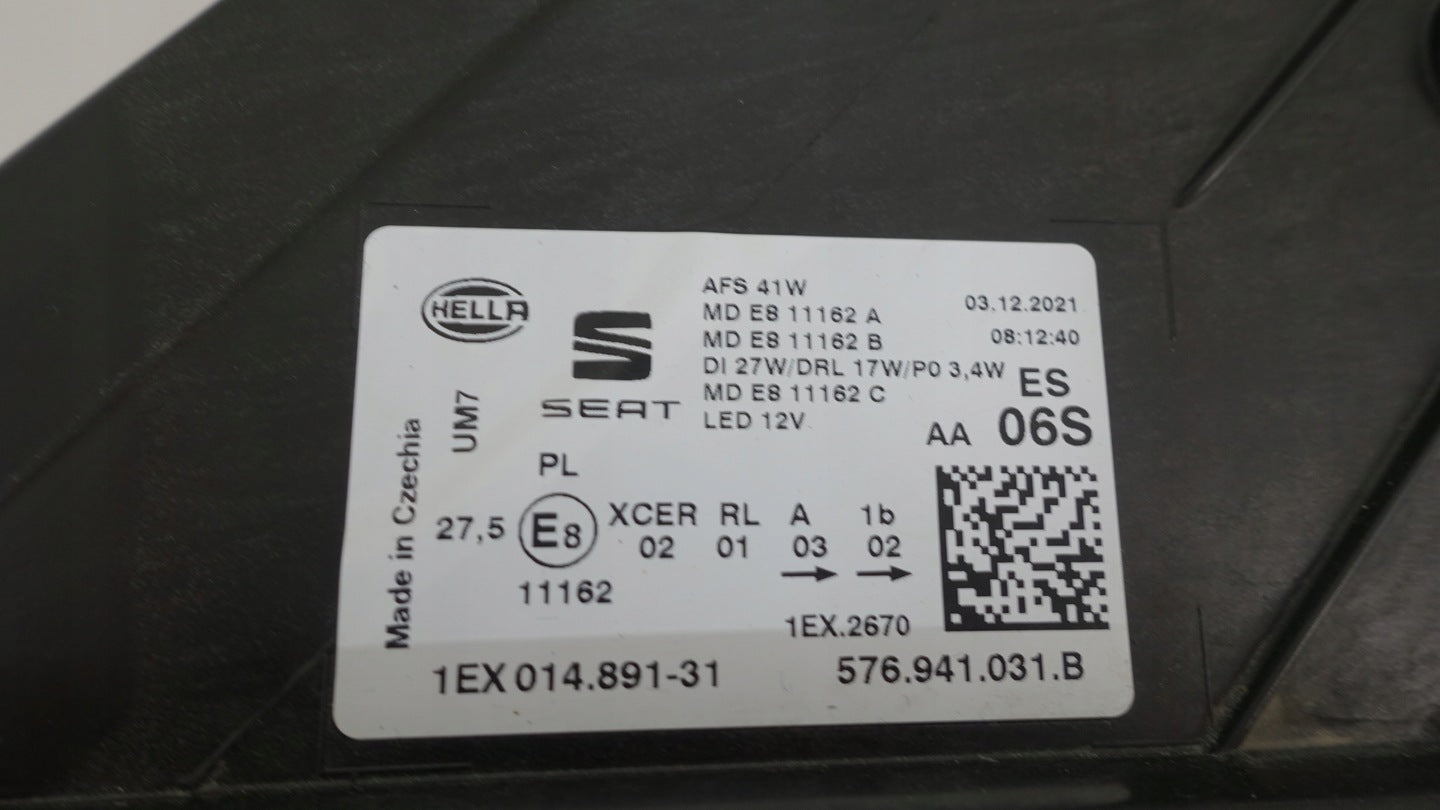 HELLA
SEAT
AFS 41W
MD E8 11162 A
MD E8 11162 B
DI 27W/DRL 17W/P0 3,4W
MD E8 11162 C
LED 12V
03.12.2021
08:12:40
ES
AA 06S
Made in Czechia
UM7
PL
27,5 E8 XCER RL A 1b
02 01 03 02
→ →
11162
1EX.2670
1EX 014.891-31 576.941.031.B